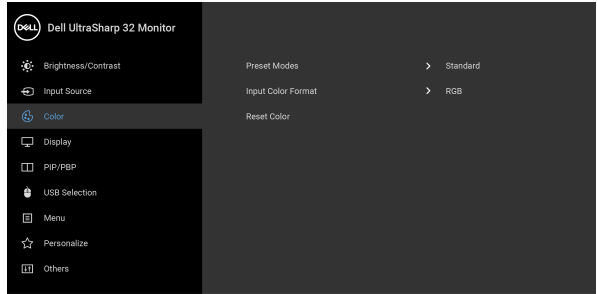 DELL Dell UltraSharp 32 Monitor
Brightness/Contrast
Input Source
Color
Display
PIP/PBP
USB Selection
Menu
Personalize
Others
Preset Modes > Standard
Input Color Format > RGB
Reset Color